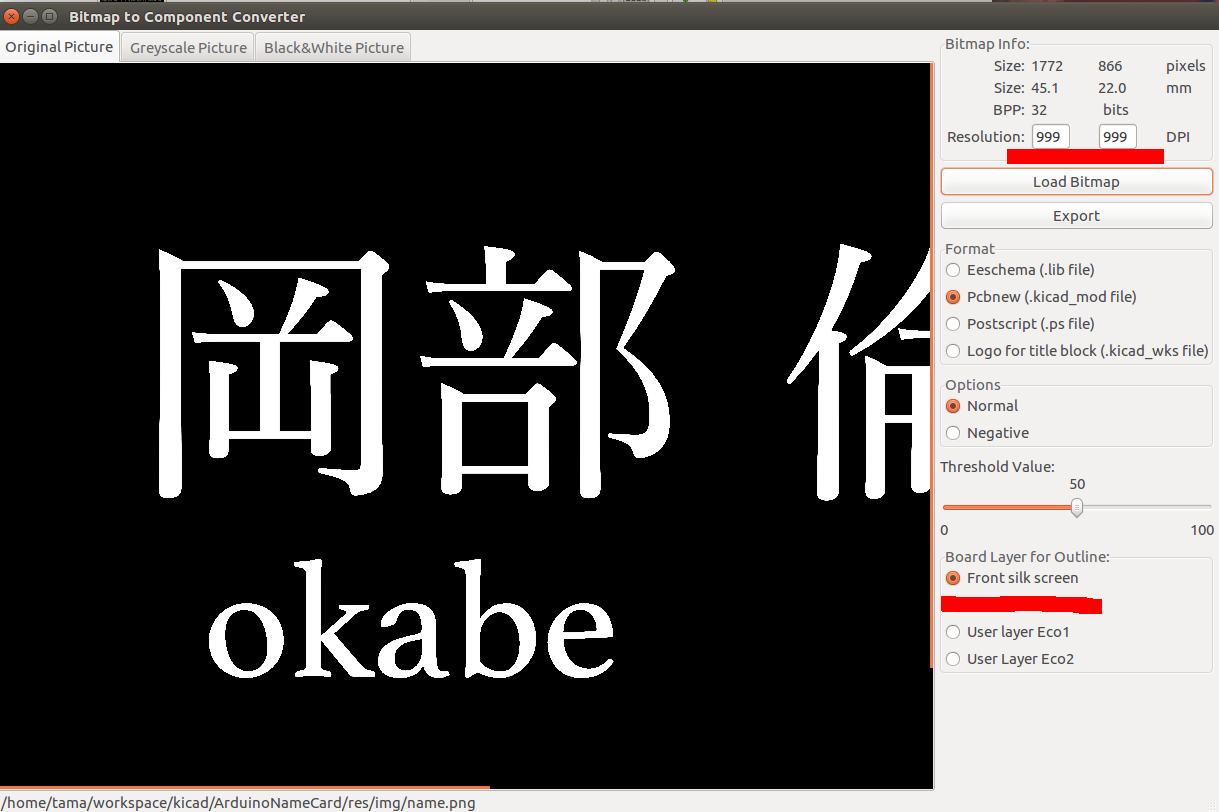 Bitmap to Component Converter
Original Picture Greyscale Picture Black&White Picture
岡部
okabe
/home/tama/workspace/kicad/ArduinoNameCard/res/img/name.png
Bitmap Info:
Size: 1772 866 pixels
Size: 45.1 22.0 mm
BPP: 32 bits
Resolution: 999 999 DPI
Load Bitmap
Export
Format
Eeschema (.lib file)
Pcbnew (.kicad_mod file)
Postscript (.ps file)
Logo for title block (.kicad_wks file)
Options
Normal
Negative
Threshold Value:
50
0 100
Board Layer for Outline:
Front silk screen
User layer Eco1
User Layer Eco2